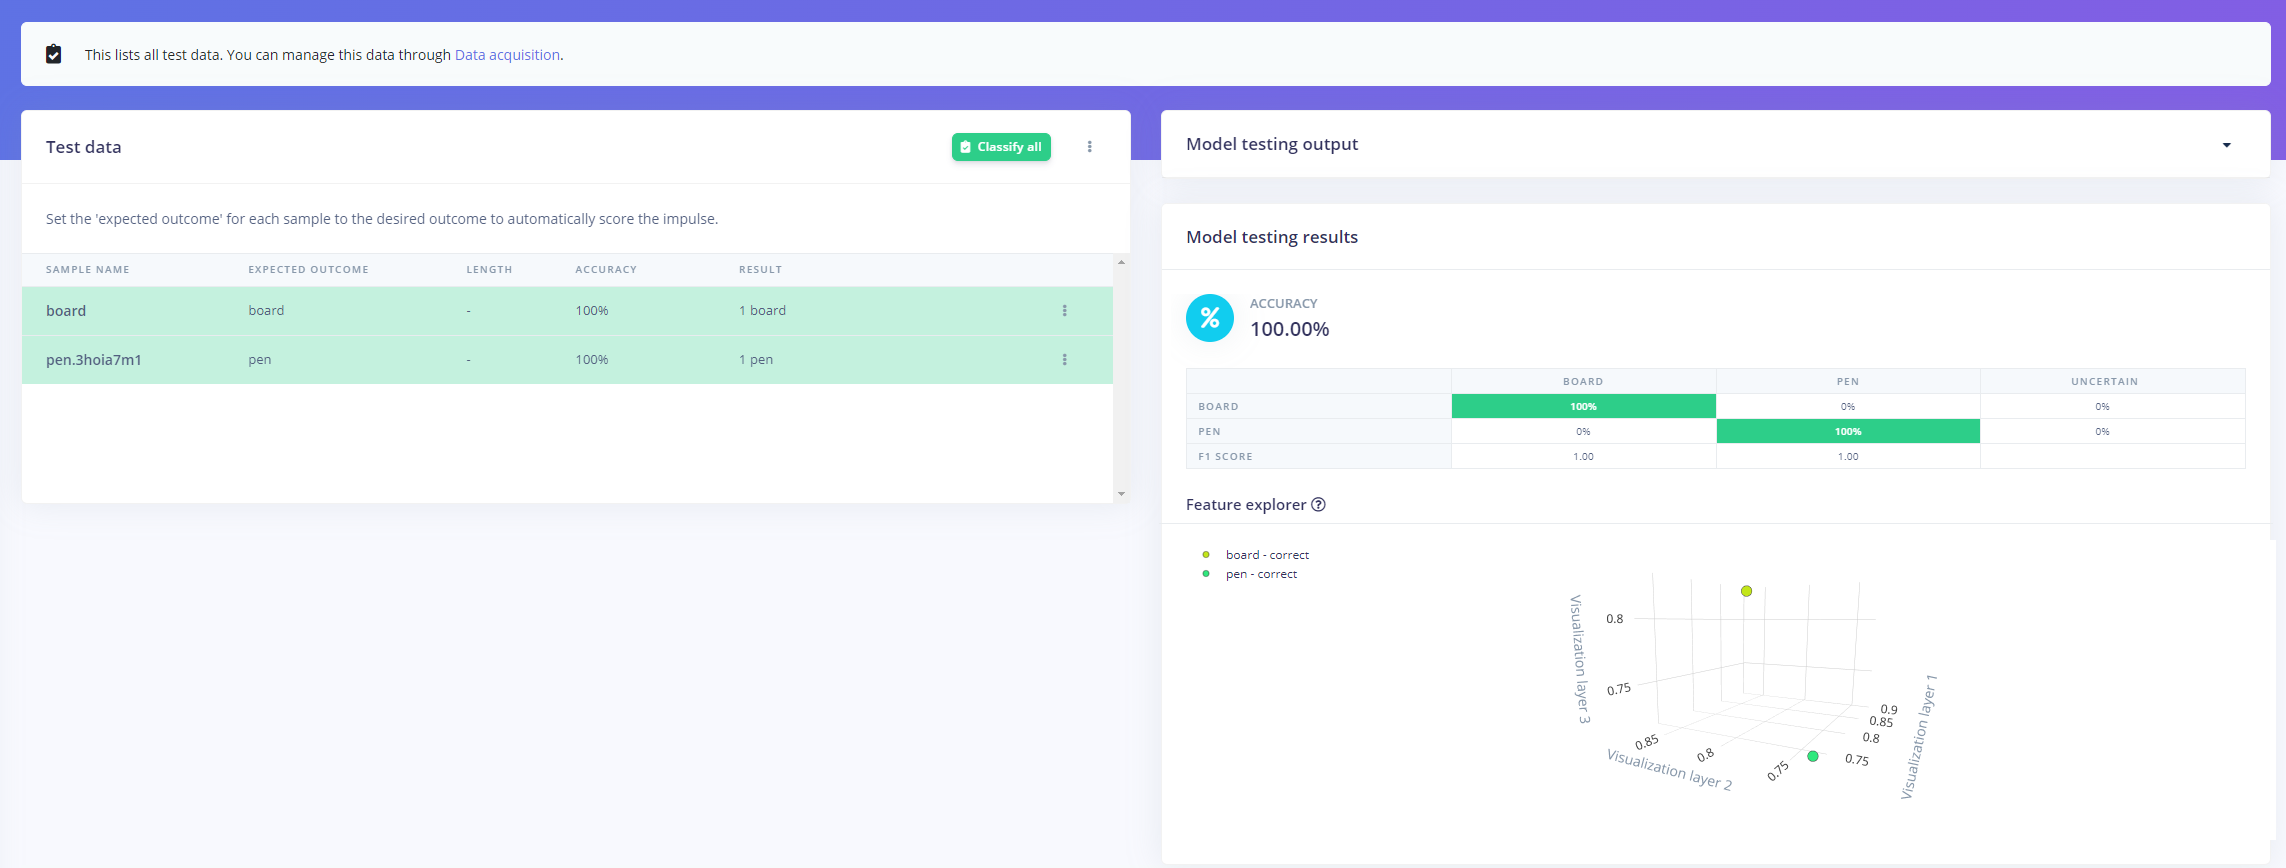 This lists all test data. You can manage this data through Data acquisition.
Test data
Classify all
Set the 'expected outcome' for each sample to the desired outcome to automatically score the impulse.
SAMPLE NAME EXPECTED OUTCOME LENGTH ACCURACY RESULT
board board - 100% 1 board
pen.3hoia7m1 pen - 100% 1 pen
Model testing output
Model testing results
%
ACCURACY
100.00%
BOARD PEN UNCERTAIN
BOARD 100% 0% 0%
PEN 0% 100% 0%
F1 SCORE 1.00 1.00
Feature explorer ?
board - correct
pen - correct
Visualization layer 3
0.8
0.75
0.85
0.8
0.75
Visualization layer 2
0.9
0.85
0.8
0.75
Visualization layer 1